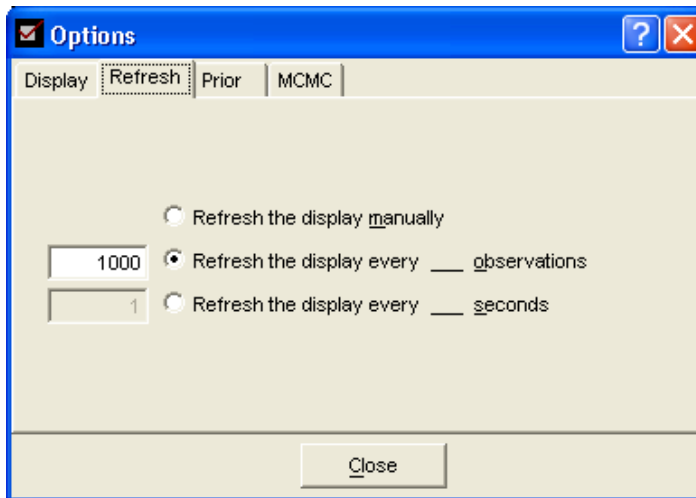 Options
Display Refresh Prior MCMC
Refresh the display manually
1000 Refresh the display every ___ observations
1 Refresh the display every ___ seconds
Close